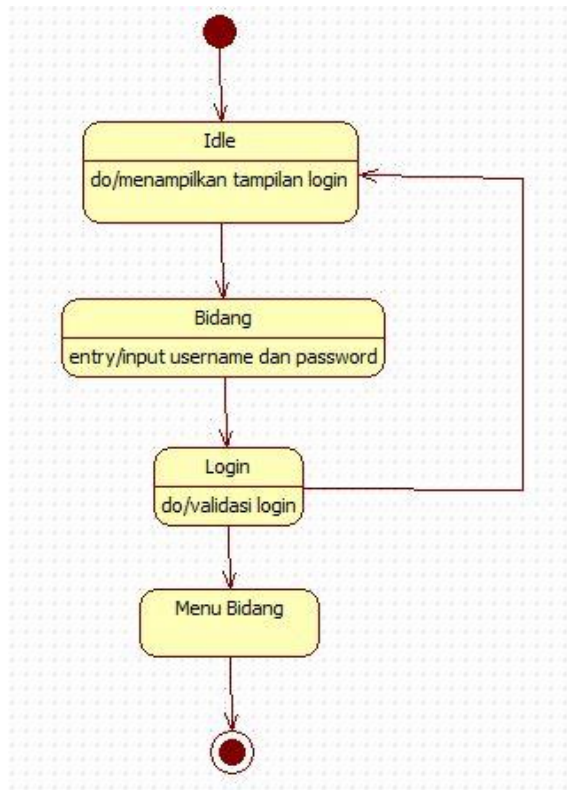 Idle
do/menampilkan tampilan login
Bidang
entry/input username dan password
Login
do/validasi login
Menu Bidang